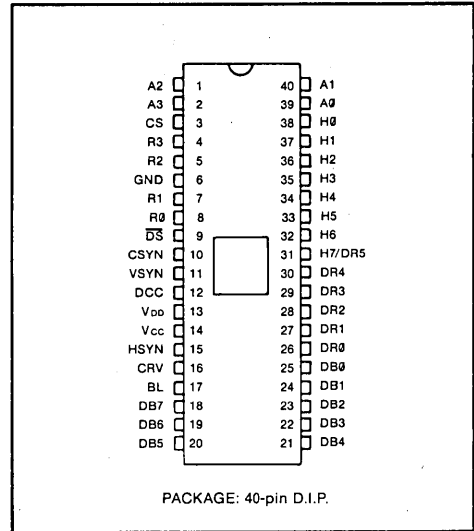 A2 1 40 A1
A3 2 39 A0
CS 3 38 H0
R3 4 37 H1
R2 5 36 H2
GND 6 35 H3
R1 7 34 H4
R0 8 33 H5
DS 9 32 H6
CSYN 10 31 H7/DR5
VSYN 11 30 DR4
DCC 12 29 DR3
VDD 13 28 DR2
VCC 14 27 DR1
HSYN 15 26 DR0
CRV 16 25 DB0
BL 17 24 DB1
DB7 18 23 DB2
DB6 19 22 DB3
DB5 20 21 DB4
PACKAGE: 40-pin D.I.P.